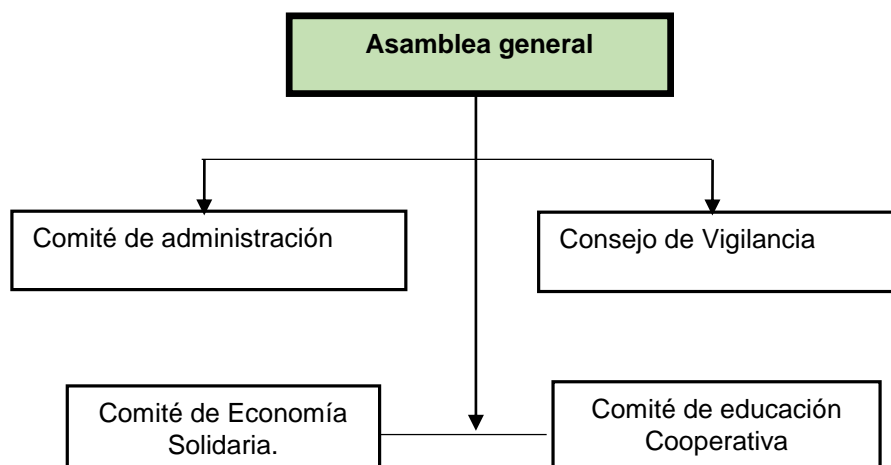 Asamblea general
Comité de administración
Consejo de Vigilancia
Comité de Economía
Solidaria.
Comité de educación
Cooperativa